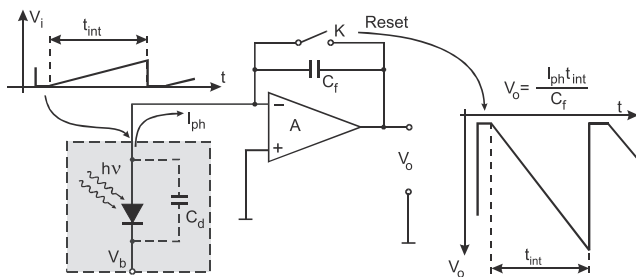 V_i
t_int
t
I_ph
K
Reset
C_f
−
A
+
V_o
hν
C_d
V_b
V_o = I_ph t_int / C_f
t
t_int
V_o